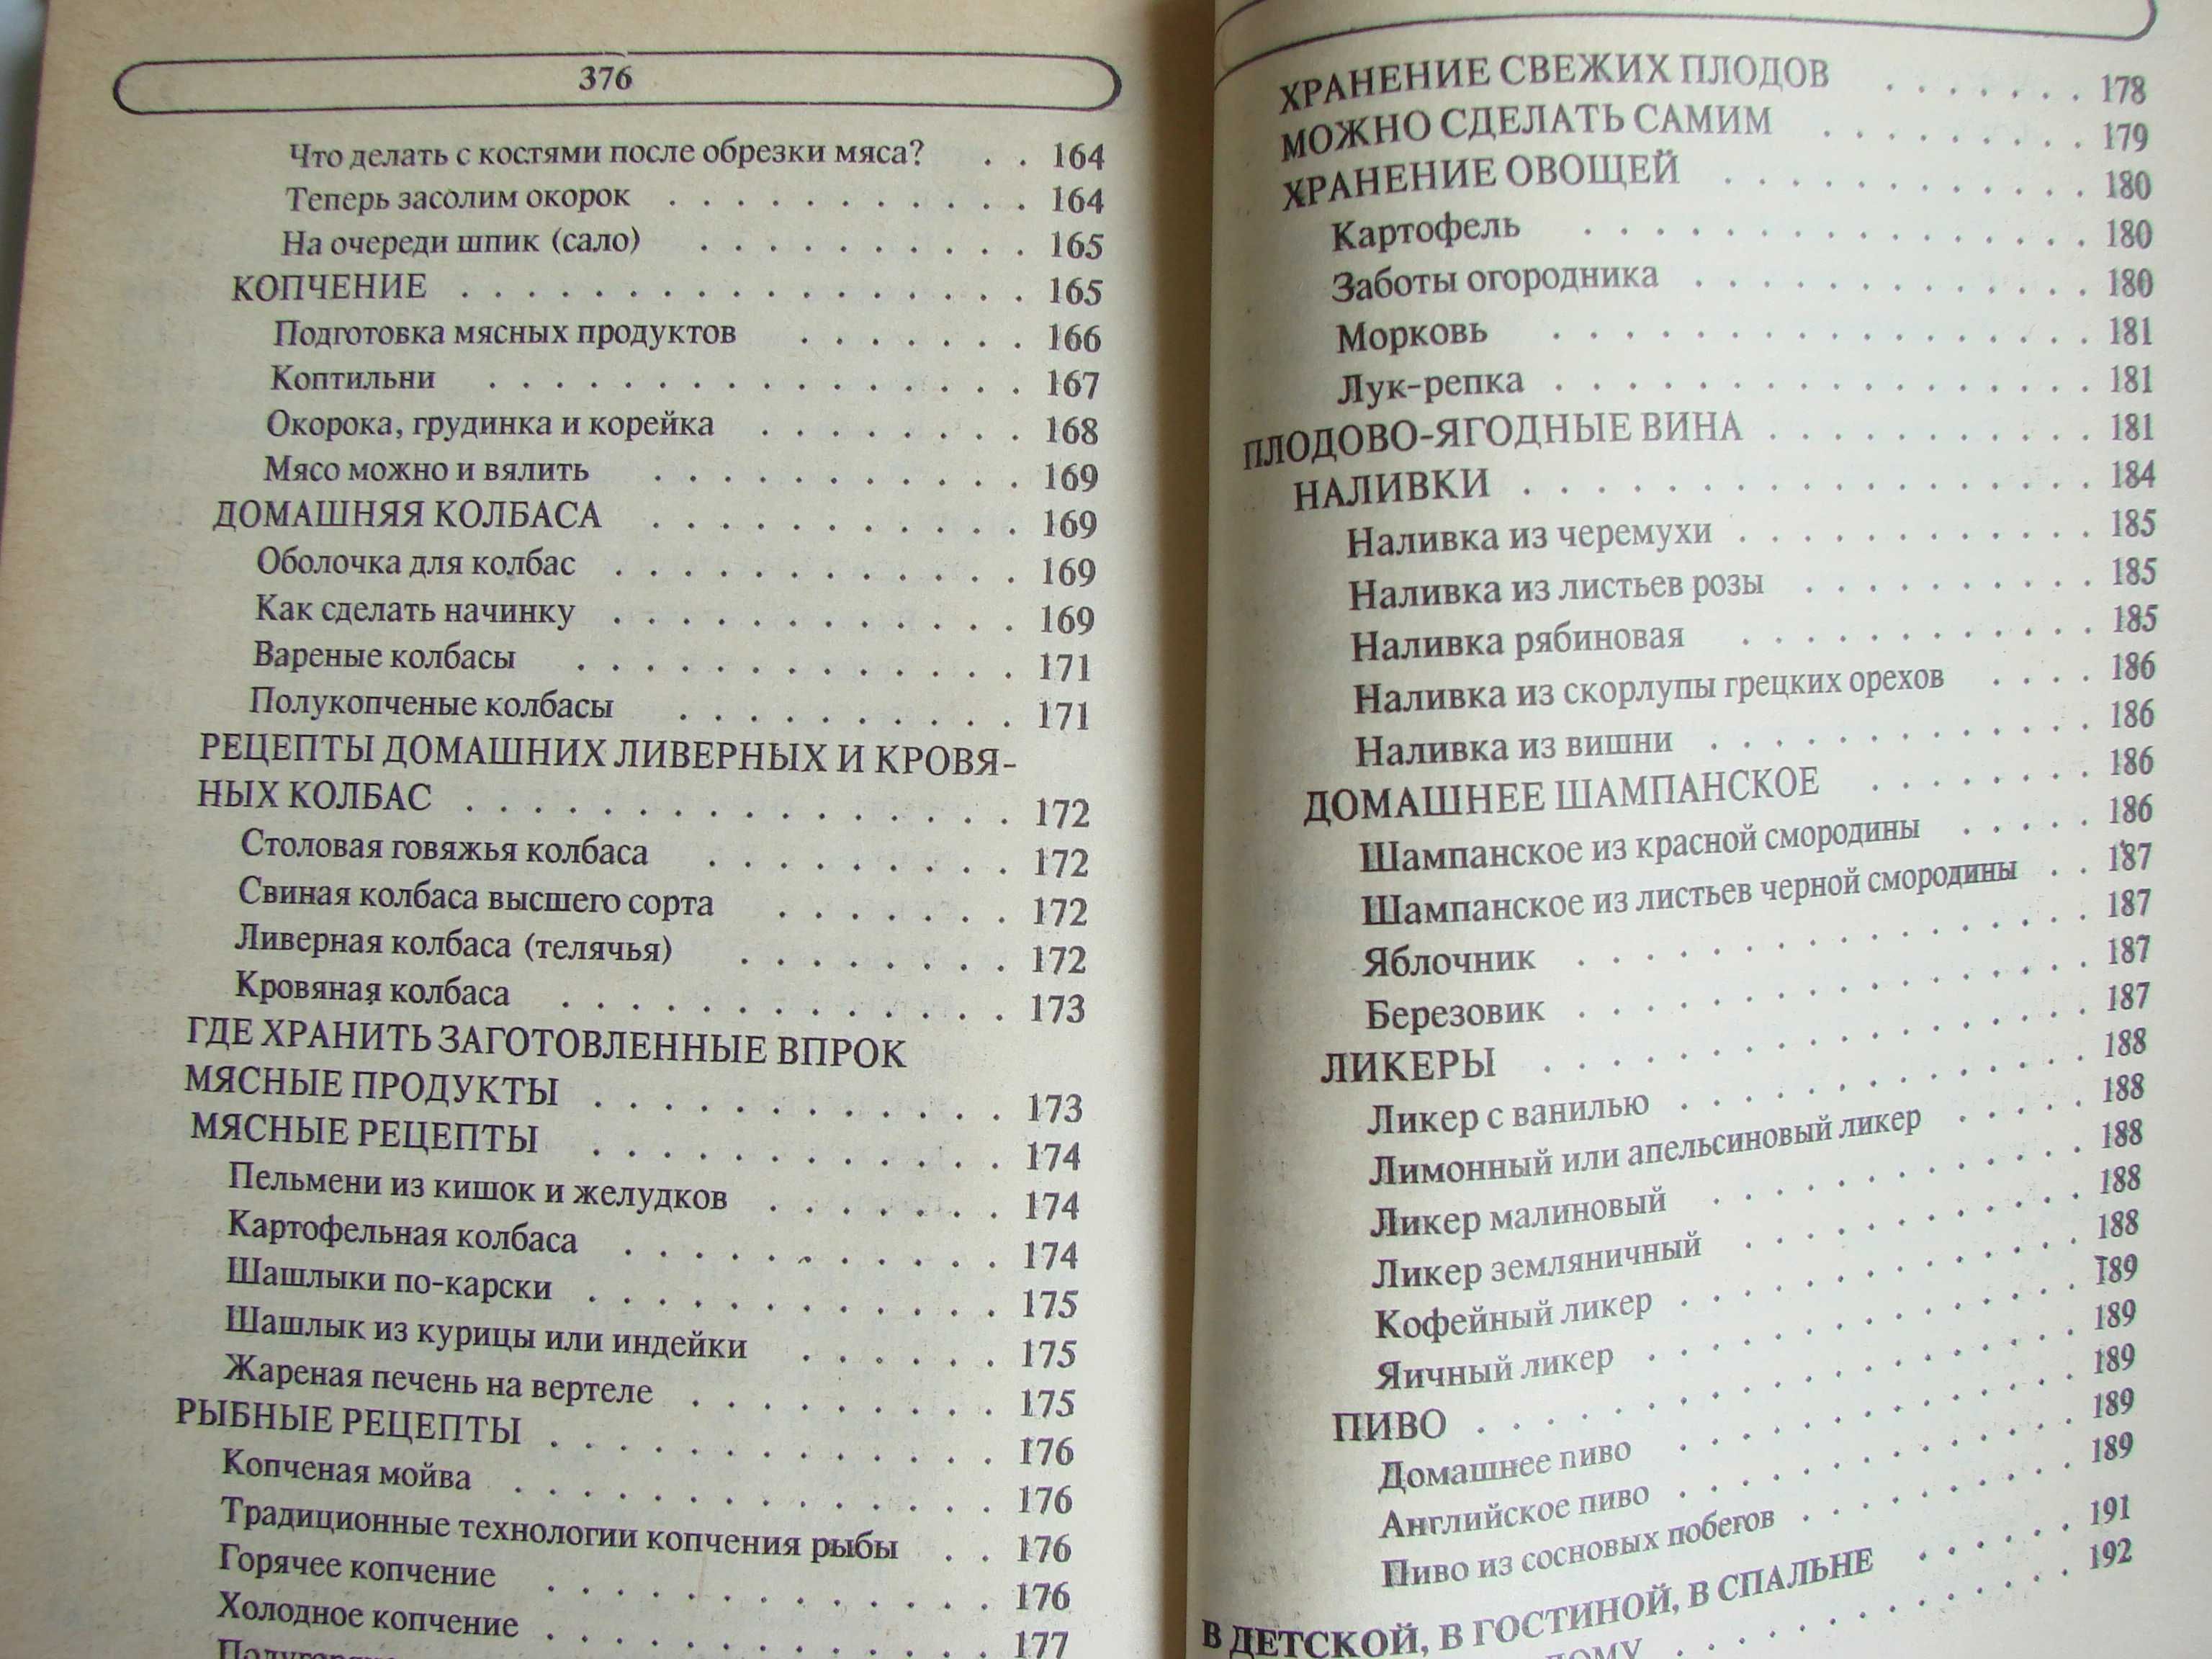 376
Что делать с костями после обрезки мяса? . . 164
Теперь засолим окорок . . . . . . . . . . . 164
На очереди шпик (сало) . . . . . . . . . . 165
КОПЧЕНИЕ . . . . . . . . . . . . . . . . . 165
Подготовка мясных продуктов . . . . . . . 166
Коптильни . . . . . . . . . . . . . . . . 167
Окорока, грудинка и корейка . . . . . . . . 168
Мясо можно и вялить . . . . . . . . . . . 169
ДОМАШНЯЯ КОЛБАСА . . . . . . . . . . . 169
Оболочка для колбас . . . . . . . . . . . . 169
Как сделать начинку . . . . . . . . . . . . 169
Вареные колбасы . . . . . . . . . . . . . 171
Полукопченые колбасы . . . . . . . . . . 171
РЕЦЕПТЫ ДОМАШНИХ ЛИВЕРНЫХ И КРОВЯ-
НЫХ КОЛБАС . . . . . . . . . . . . . . . . 172
Столовая говяжья колбаса . . . . . . . . . 172
Свиная колбаса высшего сорта . . . . . . . 172
Ливерная колбаса (телячья) . . . . . . . . 172
Кровяная колбаса . . . . . . . . . . . . . 173
ГДЕ ХРАНИТЬ ЗАГОТОВЛЕННЫЕ ВПРОК
МЯСНЫЕ ПРОДУКТЫ . . . . . . . . . . . . 173
МЯСНЫЕ РЕЦЕПТЫ . . . . . . . . . . . . 174
Пельмени из кишок и желудков . . . . . . . 174
Картофельная колбаса . . . . . . . . . . . 174
Шашлыки по-карски . . . . . . . . . . . . 175
Шашлык из курицы или индейки . . . . . . 175
Жареная печень на вертеле . . . . . . . . . 175
РЫБНЫЕ РЕЦЕПТЫ . . . . . . . . . . . . . 176
Копченая мойва . . . . . . . . . . . . . . 176
Традиционные технологии копчения рыбы . . 176
Горячее копчение . . . . . . . . . . . . . 176
Холодное копчение . . . . . . . . . . . . 177
ХРАНЕНИЕ СВЕЖИХ ПЛОДОВ . . . . . . . 178
МОЖНО СДЕЛАТЬ САМИМ . . . . . . . . . 179
ХРАНЕНИЕ ОВОЩЕЙ . . . . . . . . . . . . 180
Картофель . . . . . . . . . . . . . . . 180
Заботы огородника . . . . . . . . . . . . 180
Морковь . . . . . . . . . . . . . . . . 181
Лук-репка . . . . . . . . . . . . . . . . 181
ПЛОДОВО-ЯГОДНЫЕ ВИНА . . . . . . . . . . 181
НАЛИВКИ . . . . . . . . . . . . . . . . . 184
Наливка из черемухи . . . . . . . . . . . 185
Наливка из листьев розы . . . . . . . . . 185
Наливка рябиновая . . . . . . . . . . . 185
Наливка из скорлупы грецких орехов . . . . 186
Наливка из вишни . . . . . . . . . . . . 186
ДОМАШНЕЕ ШАМПАНСКОЕ . . . . . . . 186
Шампанское из красной смородины . . . . . 186
Шампанское из листьев черной смородины . . 187
Яблочник . . . . . . . . . . . . . . . . 187
Березовик . . . . . . . . . . . . . . . . 187
ЛИКЕРЫ . . . . . . . . . . . . . . . . . 187
Ликер с ванилью . . . . . . . . . . . . . 188
Лимонный или апельсиновый ликер . . . . . 188
Ликер малиновый . . . . . . . . . . . . 188
Ликер земляничный . . . . . . . . . . . 188
Кофейный ликер . . . . . . . . . . . . . 188
Яичный ликер . . . . . . . . . . . . . . 189
ПИВО . . . . . . . . . . . . . . . . . . 189
Домашнее пиво . . . . . . . . . . . . . 189
Английское пиво . . . . . . . . . . . . . 189
Пиво из сосновых побегов . . . . . . . . . 189
В ДЕТСКОЙ, В ГОСТИНОЙ, В СПАЛЬНЕ . . . . . 191
. . . . . . . . . . . . 192